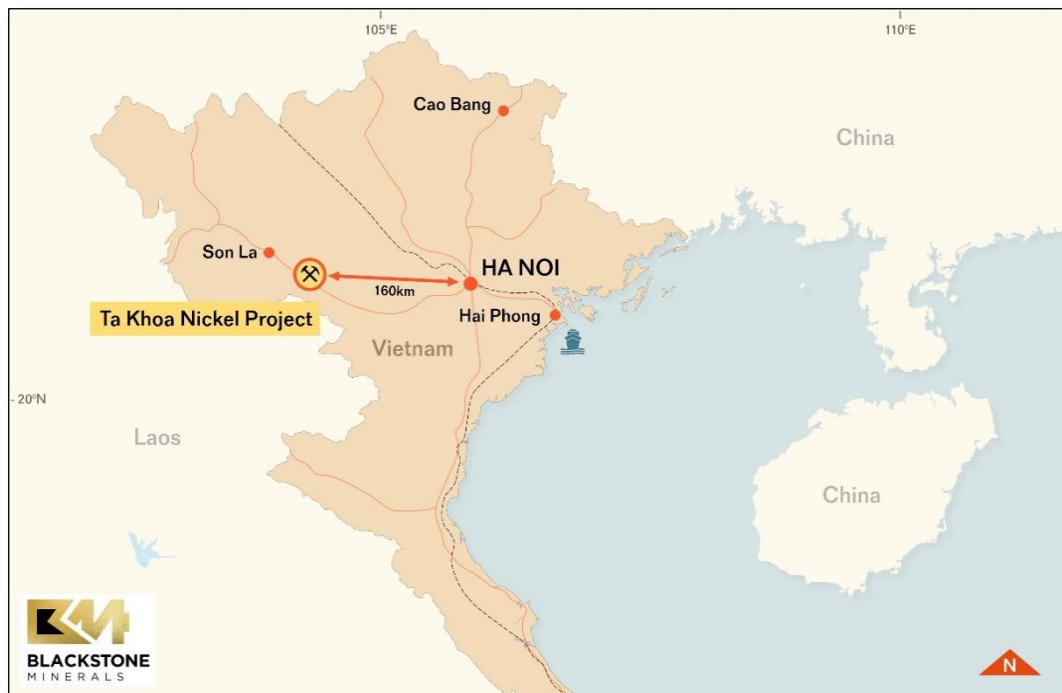 105°E
110°E
Cao Bang
China
Son La
HA NOI
160km
Ta Khoa Nickel Project
Hai Phong
Vietnam
20°N
Laos
China
BM
BLACKSTONE
MINERALS
N